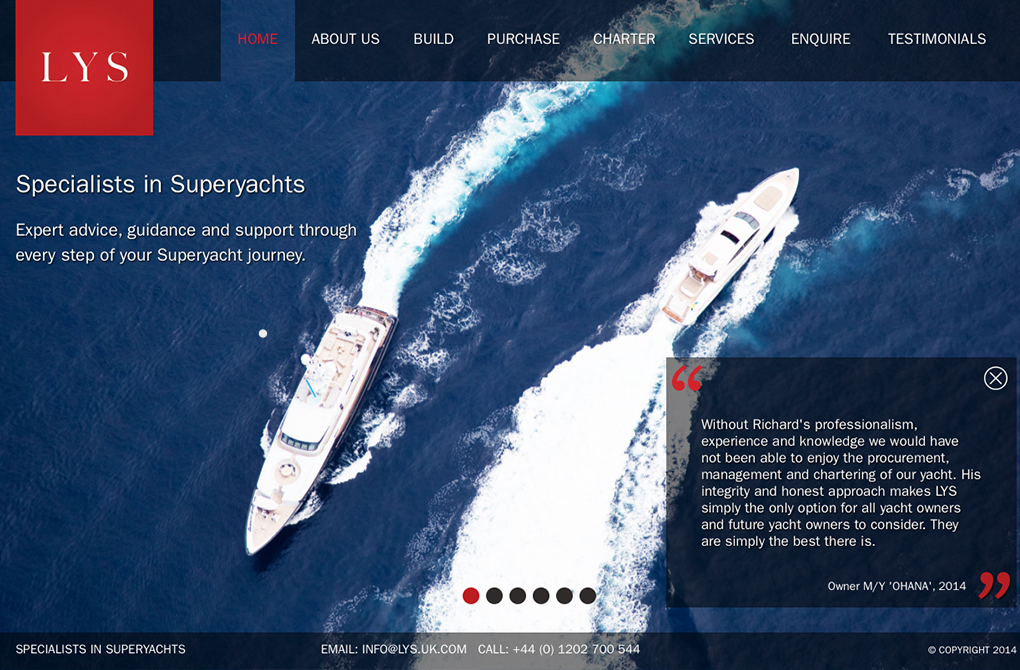 LYS
HOME ABOUT US BUILD PURCHASE CHARTER SERVICES ENQUIRE TESTIMONIALS
Specialists in Superyachts
Expert advice, guidance and support through
every step of your Superyacht journey.
“
Without Richard's professionalism,
experience and knowledge we would have
not been able to enjoy the procurement,
management and chartering of our yacht. His
integrity and honest approach makes LYS
simply the only option for all yacht owners
and future yacht owners to consider. They
are simply the best there is.
Owner M/Y 'OHANA', 2014 ”
SPECIALISTS IN SUPERYACHTS EMAIL: INFO@LYS.UK.COM CALL: +44 (0) 1202 700 544 © COPYRIGHT 2014